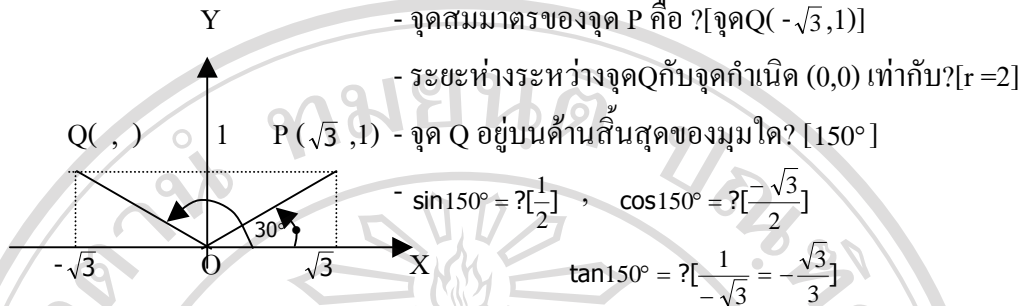 Y
- จุดสมมาตรของจุด P คือ ?[จุดQ( -√3 ,1)]
- ระยะห่างระหว่างจุดQกับจุดกำเนิด (0,0) เท่ากับ?[r =2]
Q( , ) 1 P (√3 ,1) - จุด Q อยู่บนด้านสิ้นสุดของมุมใด? [150°]
- sin150° = ?[1/2] , cos150° = ?[-√3/2]
30°
-√3 O √3 X
tan150° = ?[1/-√3 = -√3/3]